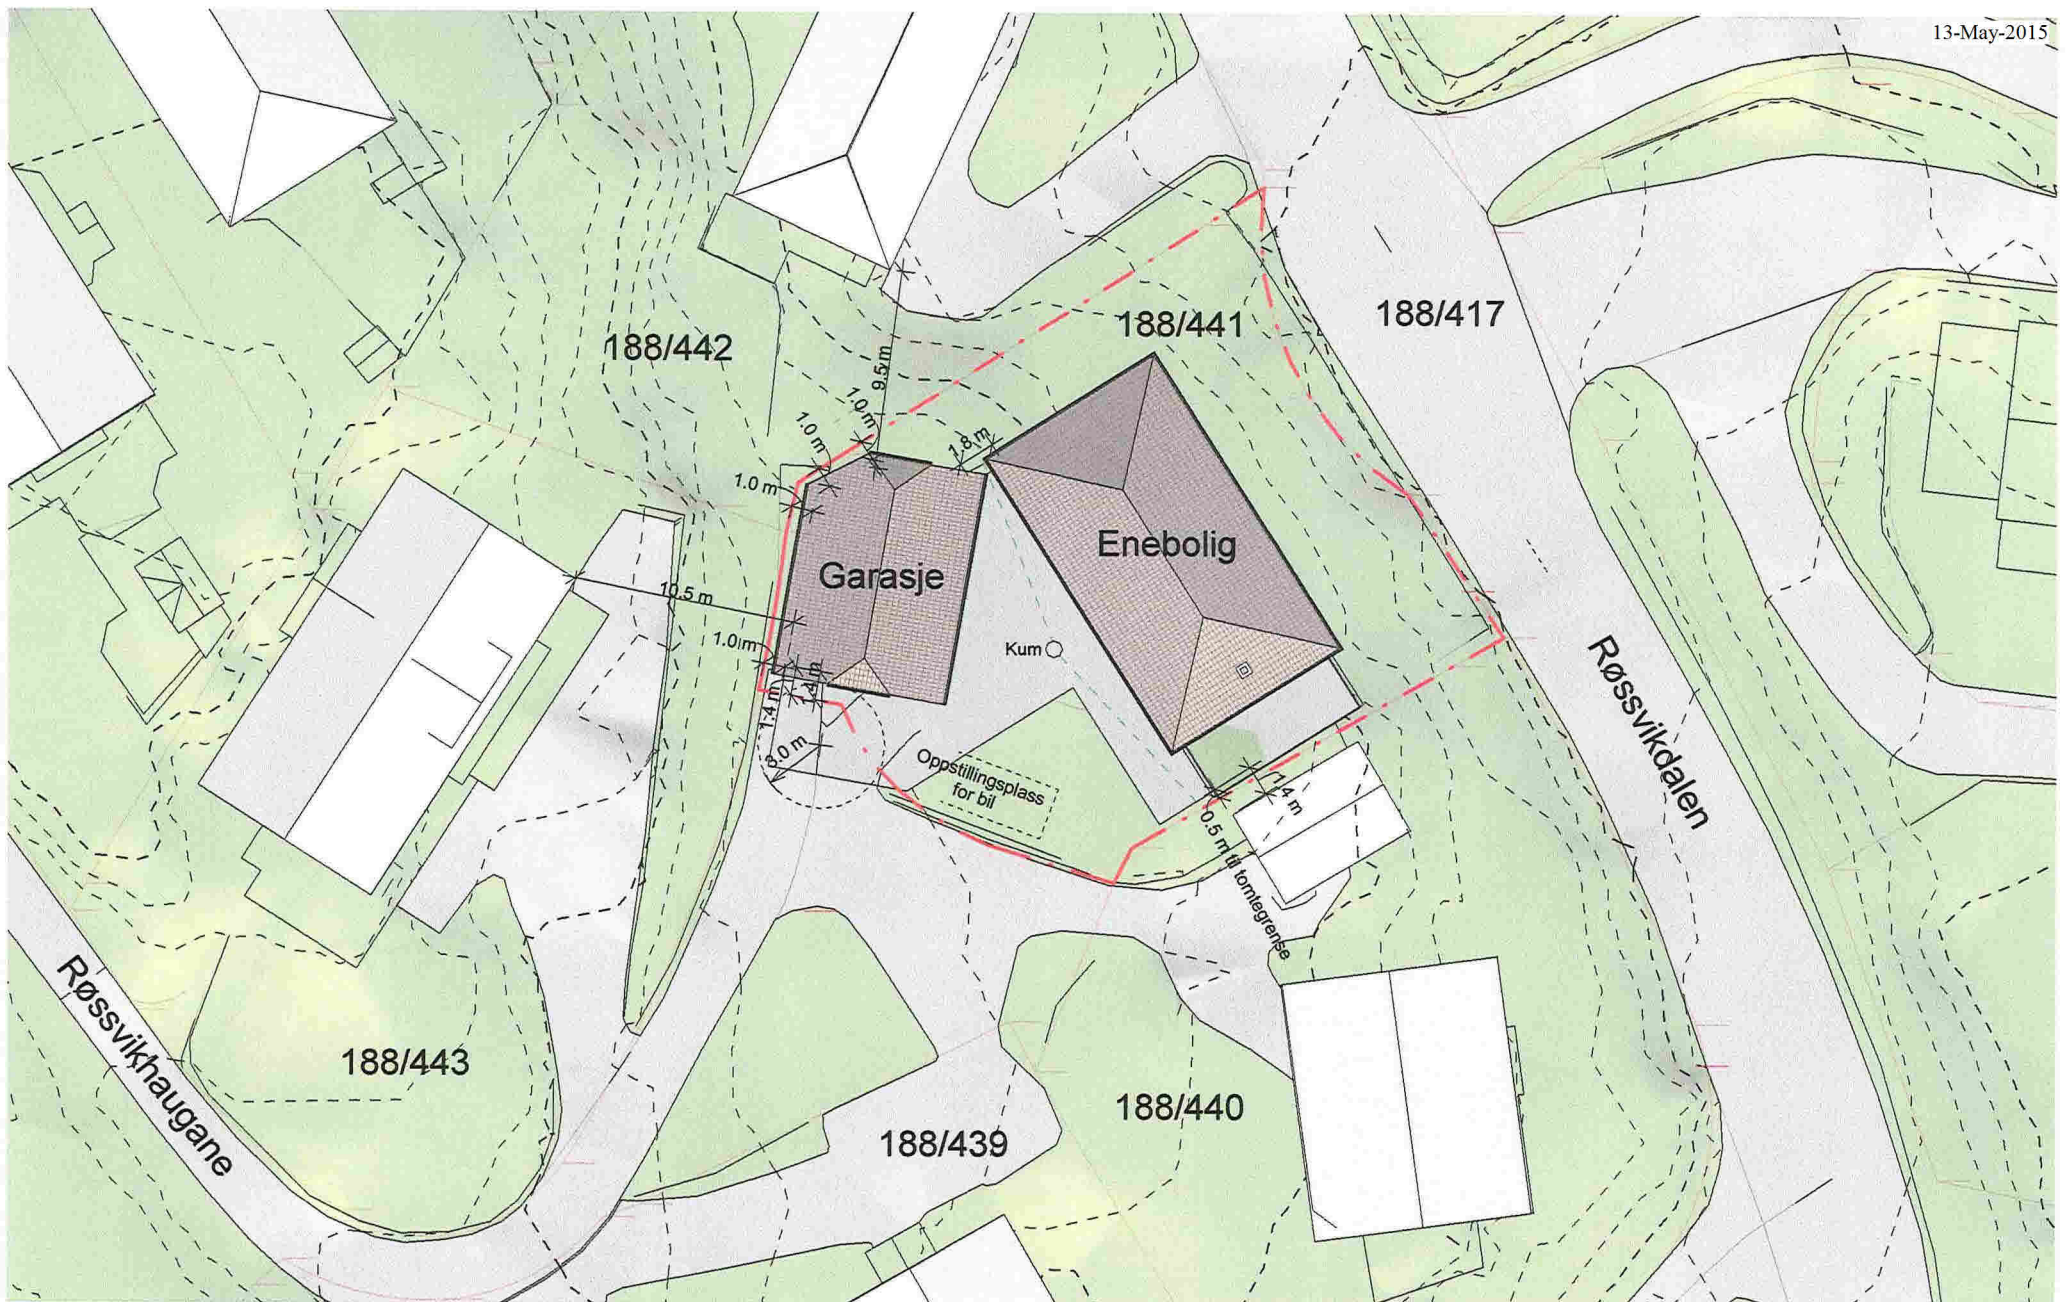 13-May-2015
188/441
188/417
188/442
9.5 m
1.0 m
1.0 m
1.8 m
1.0 m
Enebolig
Garasje
10.5 m
1.0 m
Kum
1.4 m
1.4 m
3.0 m
Oppstillingsplass
for bil
1.4 m
0.5 m til tomtegrense
Røssvikdalen
Røssvikhaugane
188/443
188/440
188/439